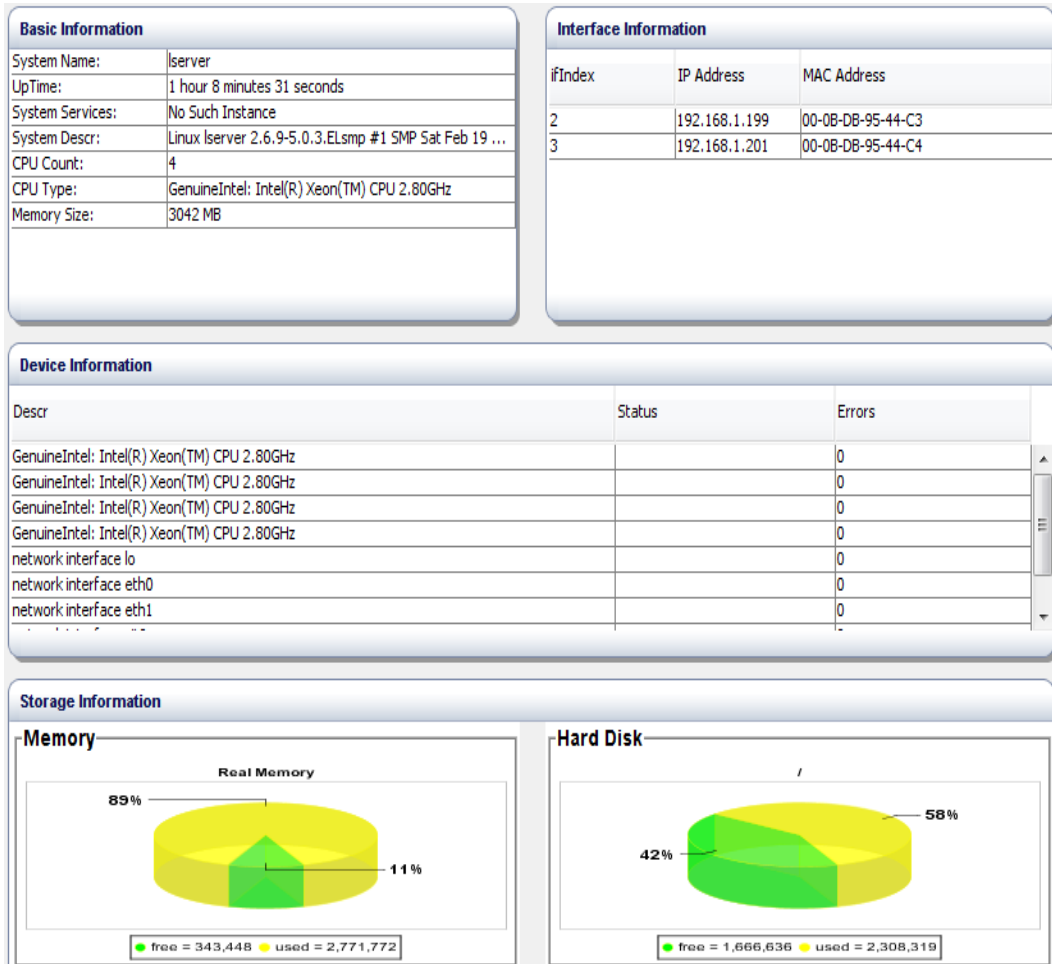 Basic Information
System Name: lserver
UpTime: 1 hour 8 minutes 31 seconds
System Services: No Such Instance
System Descr: Linux lserver 2.6.9-5.0.3.ELsmp #1 SMP Sat Feb 19 ...
CPU Count: 4
CPU Type: GenuineIntel: Intel(R) Xeon(TM) CPU 2.80GHz
Memory Size: 3042 MB
Interface Information
ifIndex IP Address MAC Address
2 192.168.1.199 00-0B-DB-95-44-C3
3 192.168.1.201 00-0B-DB-95-44-C4
Device Information
Descr Status Errors
GenuineIntel: Intel(R) Xeon(TM) CPU 2.80GHz 0
GenuineIntel: Intel(R) Xeon(TM) CPU 2.80GHz 0
GenuineIntel: Intel(R) Xeon(TM) CPU 2.80GHz 0
GenuineIntel: Intel(R) Xeon(TM) CPU 2.80GHz 0
network interface lo 0
network interface eth0 0
network interface eth1 0
Storage Information
Memory
Real Memory
89%
11%
free = 343,448 used = 2,771,772
Hard Disk
/
58%
42%
free = 1,666,636 used = 2,308,319